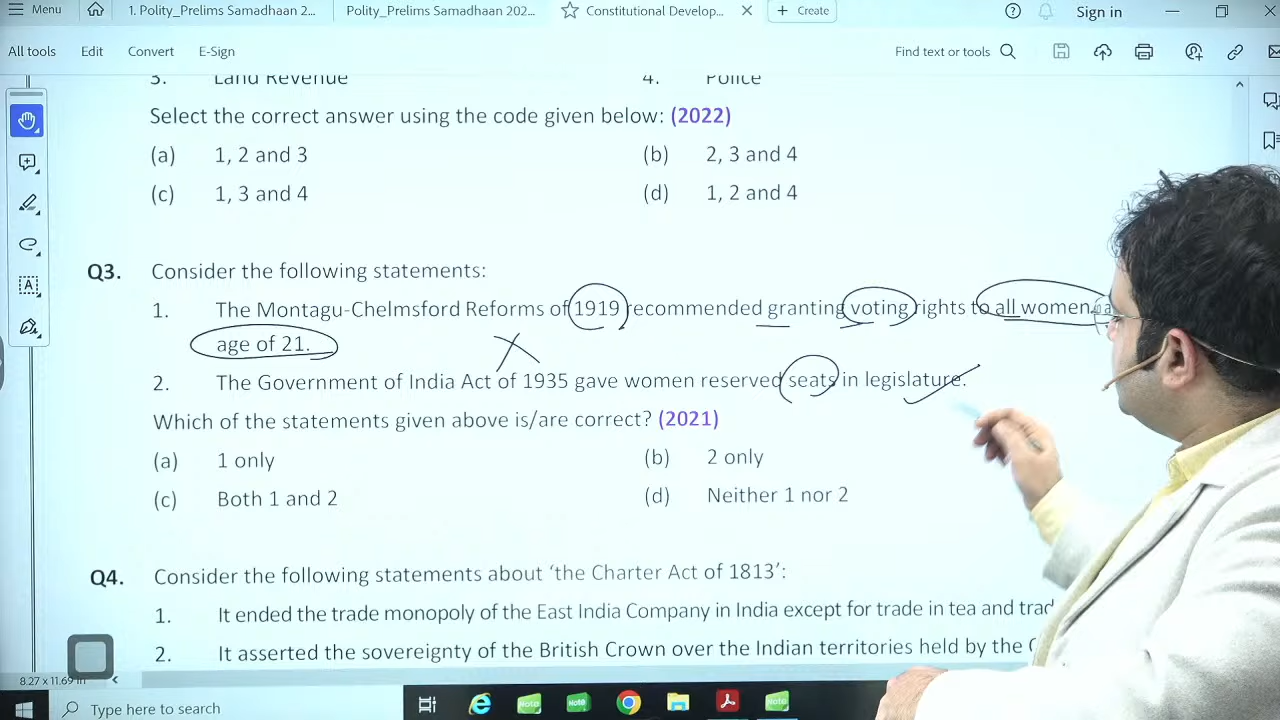 Menu
1. Polity_Prelims Samadhaan 2...
Polity_Prelims Samadhaan 202...
Constitutional Develop...
Create
Sign in
All tools Edit Convert E-Sign
Find text or tools
3. Land Revenue 4. Police
Select the correct answer using the code given below: (2022)
(a) 1, 2 and 3 (b) 2, 3 and 4
(c) 1, 3 and 4 (d) 1, 2 and 4
Q3. Consider the following statements:
1. The Montagu-Chelmsford Reforms of 1919 recommended granting voting rights to all women
age of 21.
2. The Government of India Act of 1935 gave women reserved seats in legislature.
Which of the statements given above is/are correct? (2021)
(a) 1 only (b) 2 only
(c) Both 1 and 2 (d) Neither 1 nor 2
Q4. Consider the following statements about ‘the Charter Act of 1813’:
1. It ended the trade monopoly of the East India Company in India except for trade in tea and
2. It asserted the sovereignty of the British Crown over the Indian territories held by the
8.27 x 11.69 in
Type here to search
Note
Note
Note